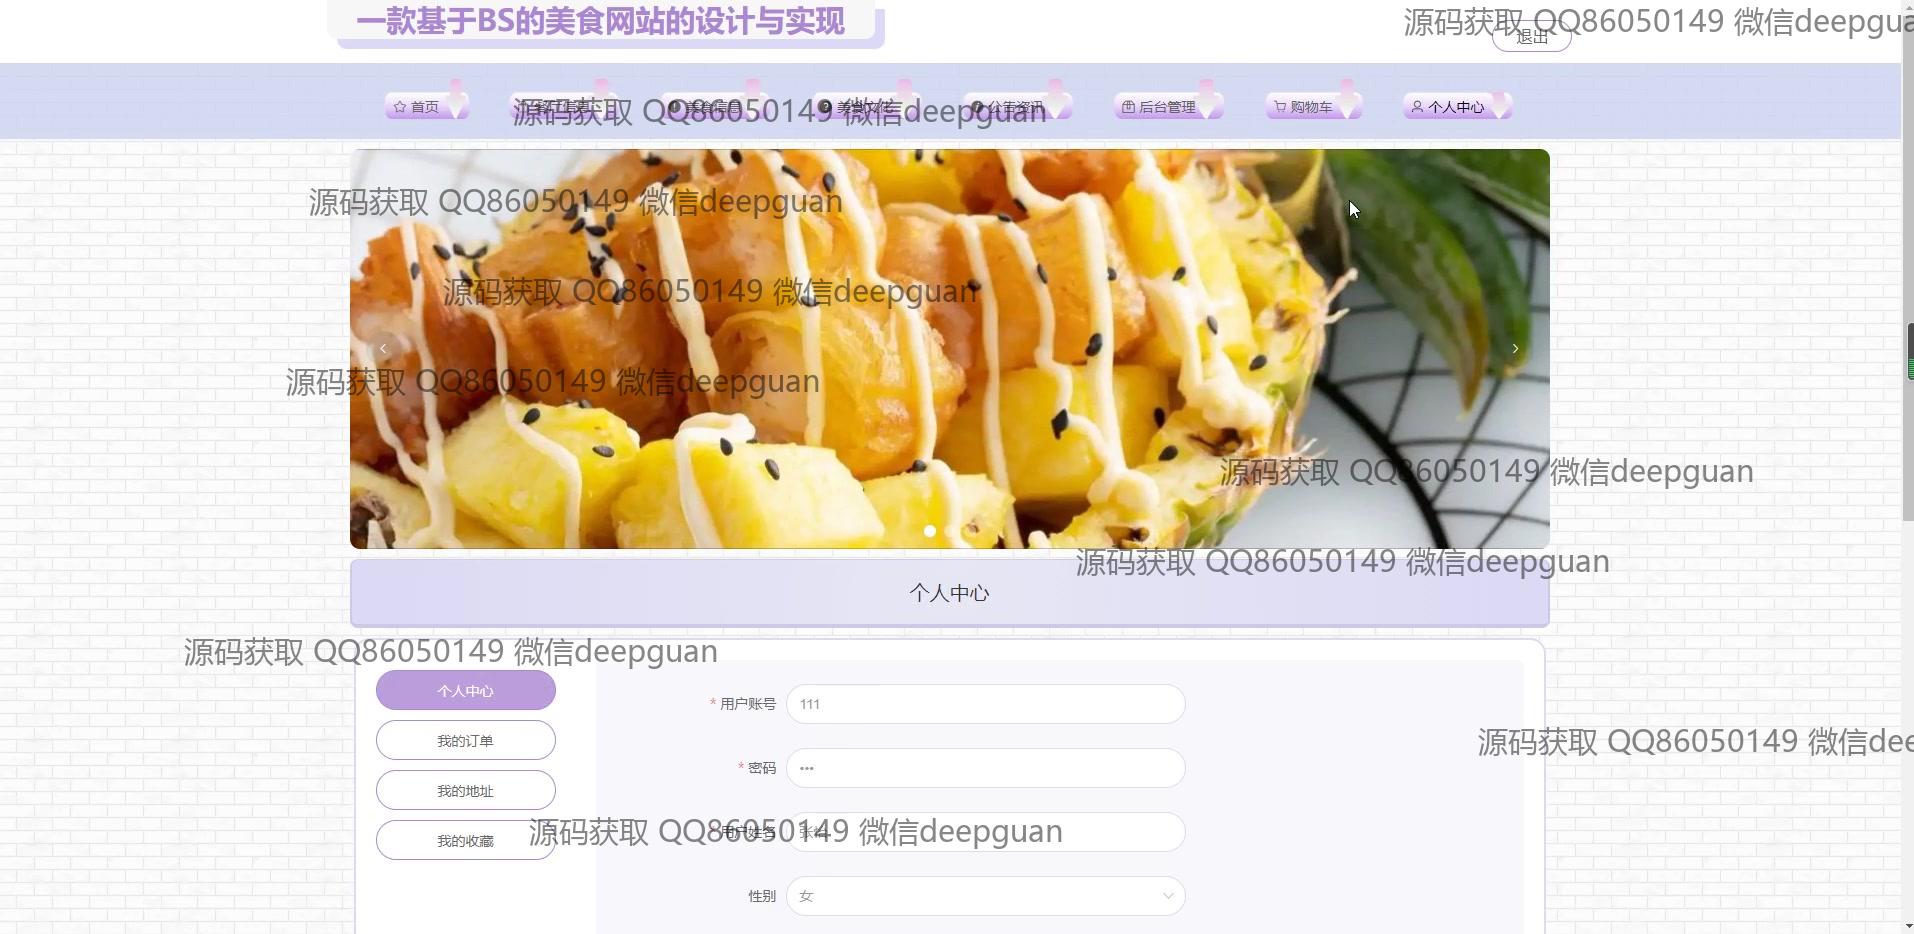 一款基于BS的美食网站的设计与实现
源码获取 QQ86050149 微信deepgua
退出
首页
美食信息
公告资讯
后台管理
购物车
个人中心
源码获取 QQ86050149 微信deepguan
源码获取 QQ86050149 微信deepguan
源码获取 QQ86050149 微信deepguan
源码获取 QQ86050149 微信deepguan
源码获取 QQ86050149 微信deepguan
源码获取 QQ86050149 微信deepguan
个人中心
源码获取 QQ86050149 微信deepguan
个人中心
* 用户账号 111
我的订单
源码获取 QQ86050149 微信dee
* 密码 •••
我的地址
* 用户姓名
源码获取 QQ86050149 微信deepguan
我的收藏
性别 女